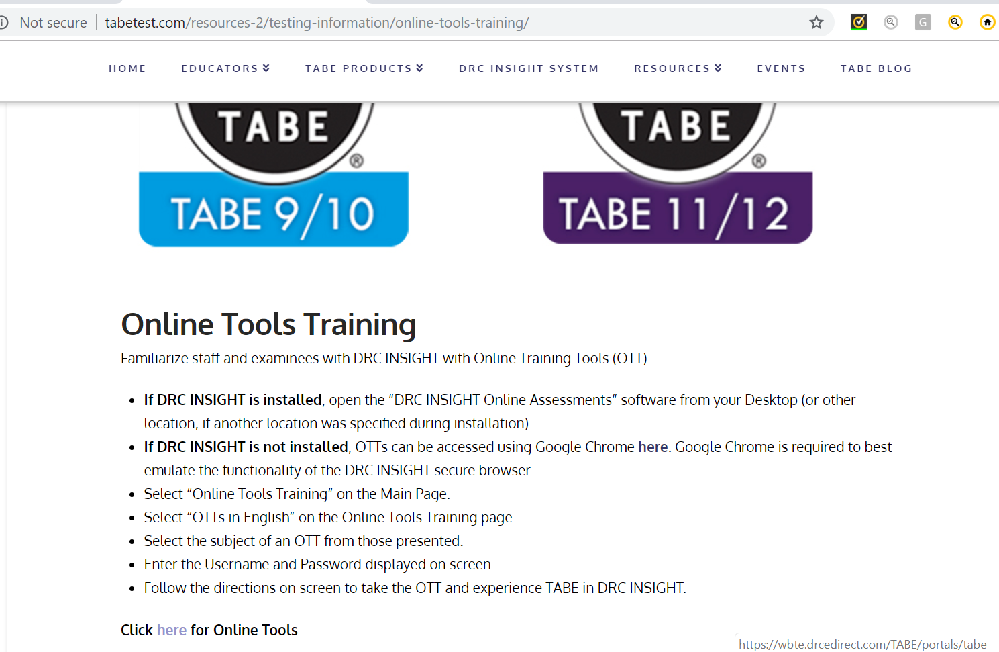 Not secure tabetest.com/resources-2/testing-information/online-tools-training/
G
HOME EDUCATORS TABE PRODUCTS DRC INSIGHT SYSTEM RESOURCES EVENTS TABE BLOG
TABE® TABE®
TABE 9/10 TABE 11/12
Online Tools Training
Familiarize staff and examinees with DRC INSIGHT with Online Training Tools (OTT)
• If DRC INSIGHT is installed, open the “DRC INSIGHT Online Assessments” software from your Desktop (or other
location, if another location was specified during installation).
• If DRC INSIGHT is not installed, OTTs can be accessed using Google Chrome here. Google Chrome is required to best
emulate the functionality of the DRC INSIGHT secure browser.
• Select “Online Tools Training” on the Main Page.
• Select “OTTs in English” on the Online Tools Training page.
• Select the subject of an OTT from those presented.
• Enter the Username and Password displayed on screen.
• Follow the directions on screen to take the OTT and experience TABE in DRC INSIGHT.
Click here for Online Tools
https://wbte.drcedirect.com/TABE/portals/tabe